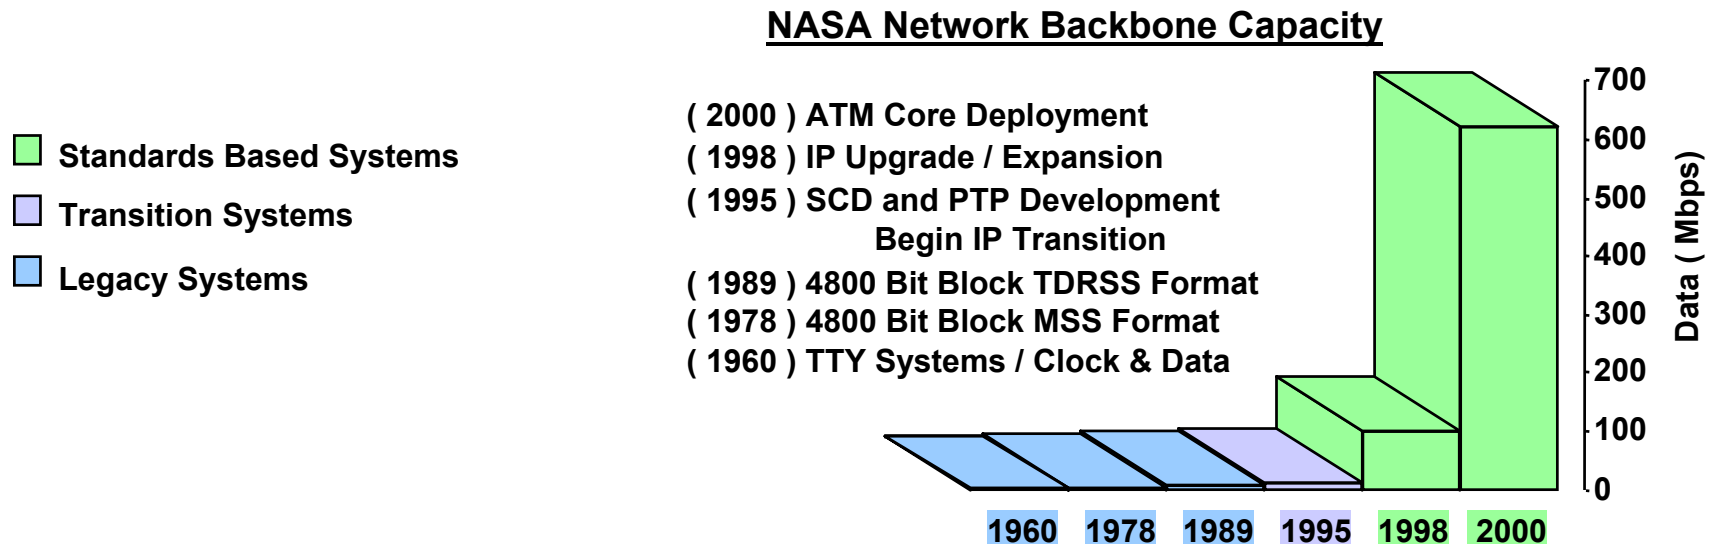 NASA Network Backbone Capacity
Standards Based Systems
Transition Systems
Legacy Systems
( 2000 ) ATM Core Deployment
( 1998 ) IP Upgrade / Expansion
( 1995 ) SCD and PTP Development
Begin IP Transition
( 1989 ) 4800 Bit Block TDRSS Format
( 1978 ) 4800 Bit Block MSS Format
( 1960 ) TTY Systems / Clock & Data
700
600
500
400
300
200
100
0
Data ( Mbps)
1960 1978 1989 1995 1998 2000